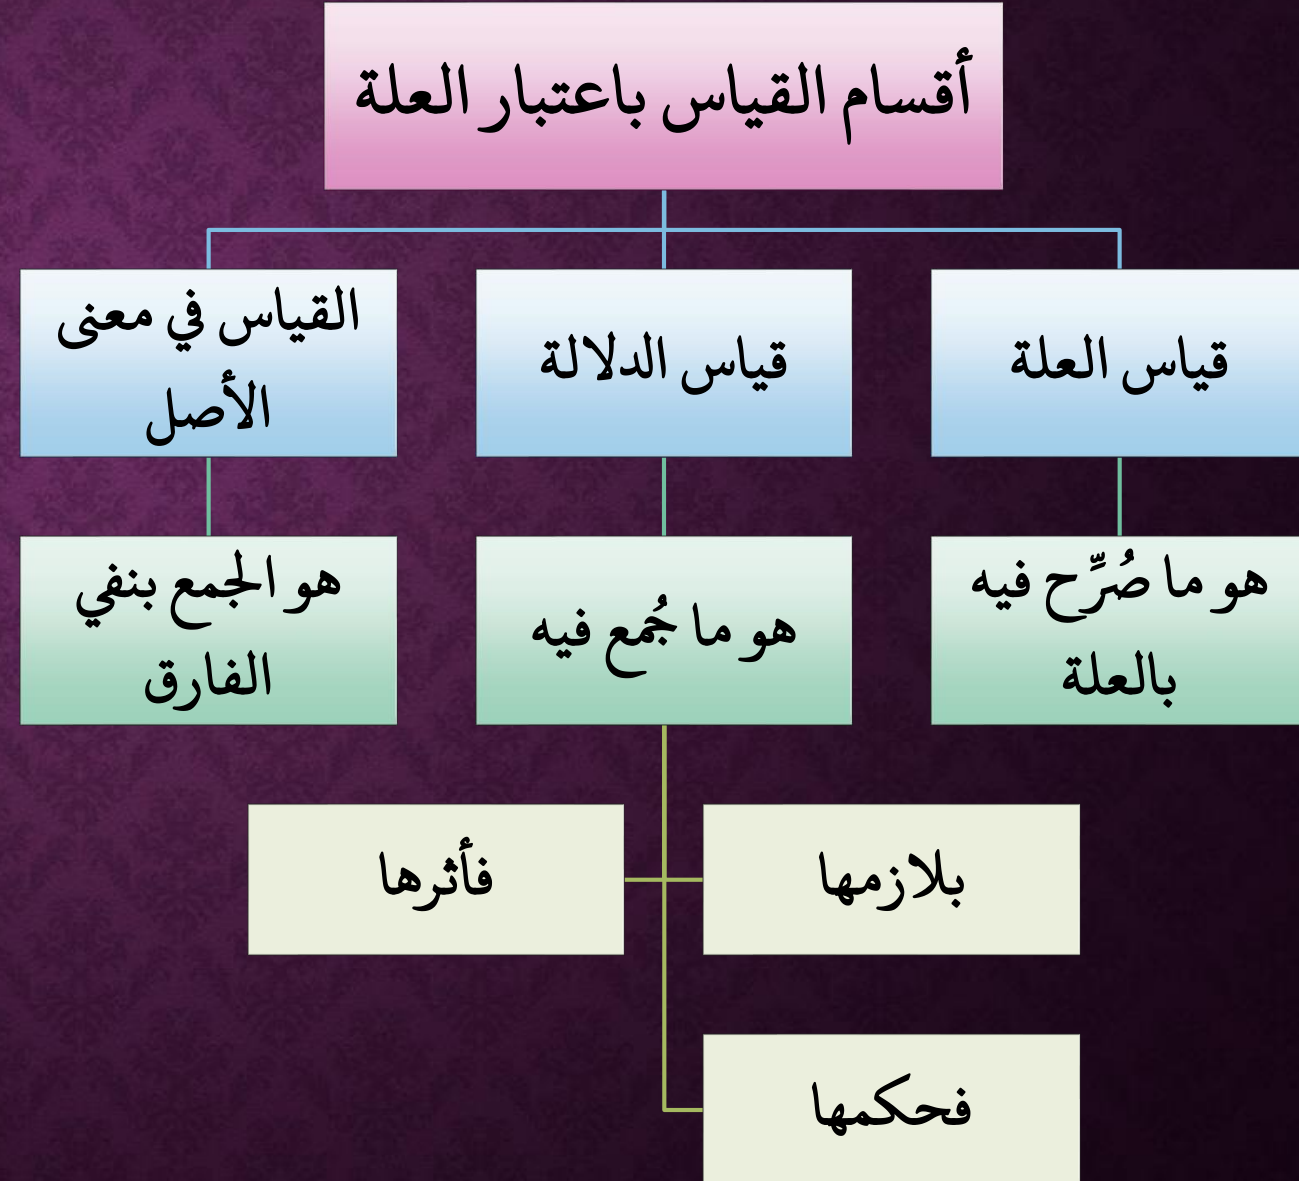 أقسام القياس باعتبار العلة
قياس العلة
قياس الدلالة
القياس في معنى
الأصل
هو ما صُرِّح فيه
بالعلة
هو ما جُمع فيه
هو الجمع بنفي
الفارق
بلازمها
فأثرها
فحكمها